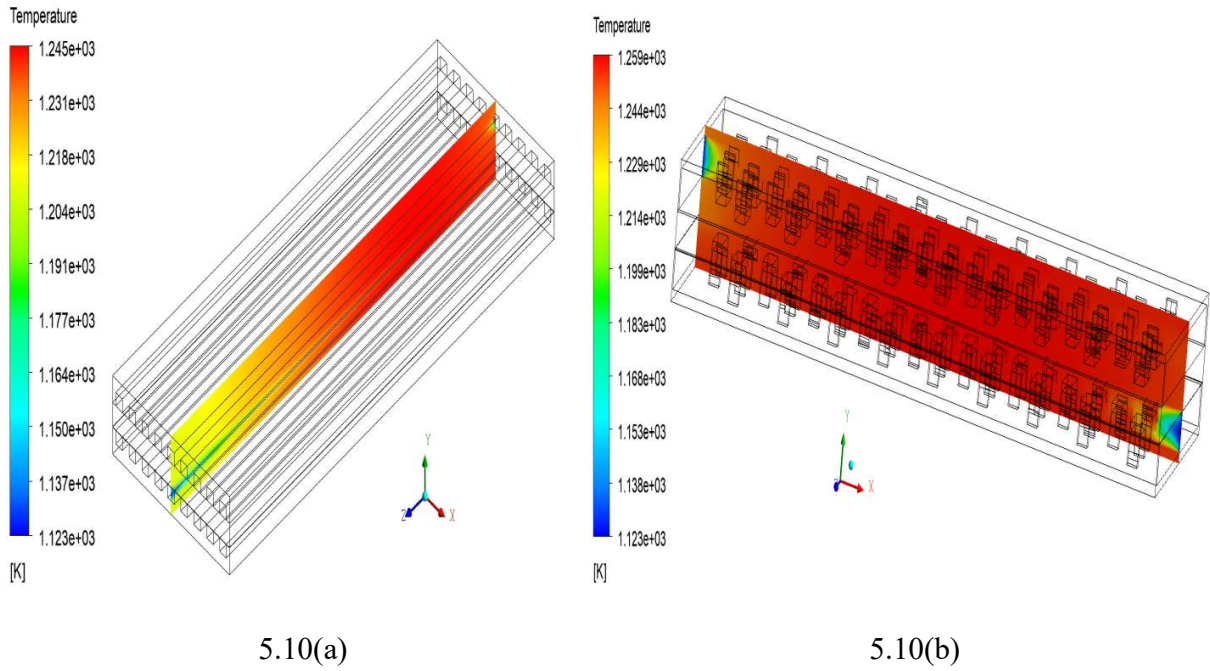 Temperature
1.245e+03
1.231e+03
1.218e+03
1.204e+03
1.191e+03
1.177e+03
1.164e+03
1.150e+03
1.137e+03
1.123e+03
[K]
Y
Z
X
5.10(a)
Temperature
1.259e+03
1.244e+03
1.229e+03
1.214e+03
1.199e+03
1.183e+03
1.168e+03
1.153e+03
1.138e+03
1.123e+03
[K]
Y
Z
X
5.10(b)